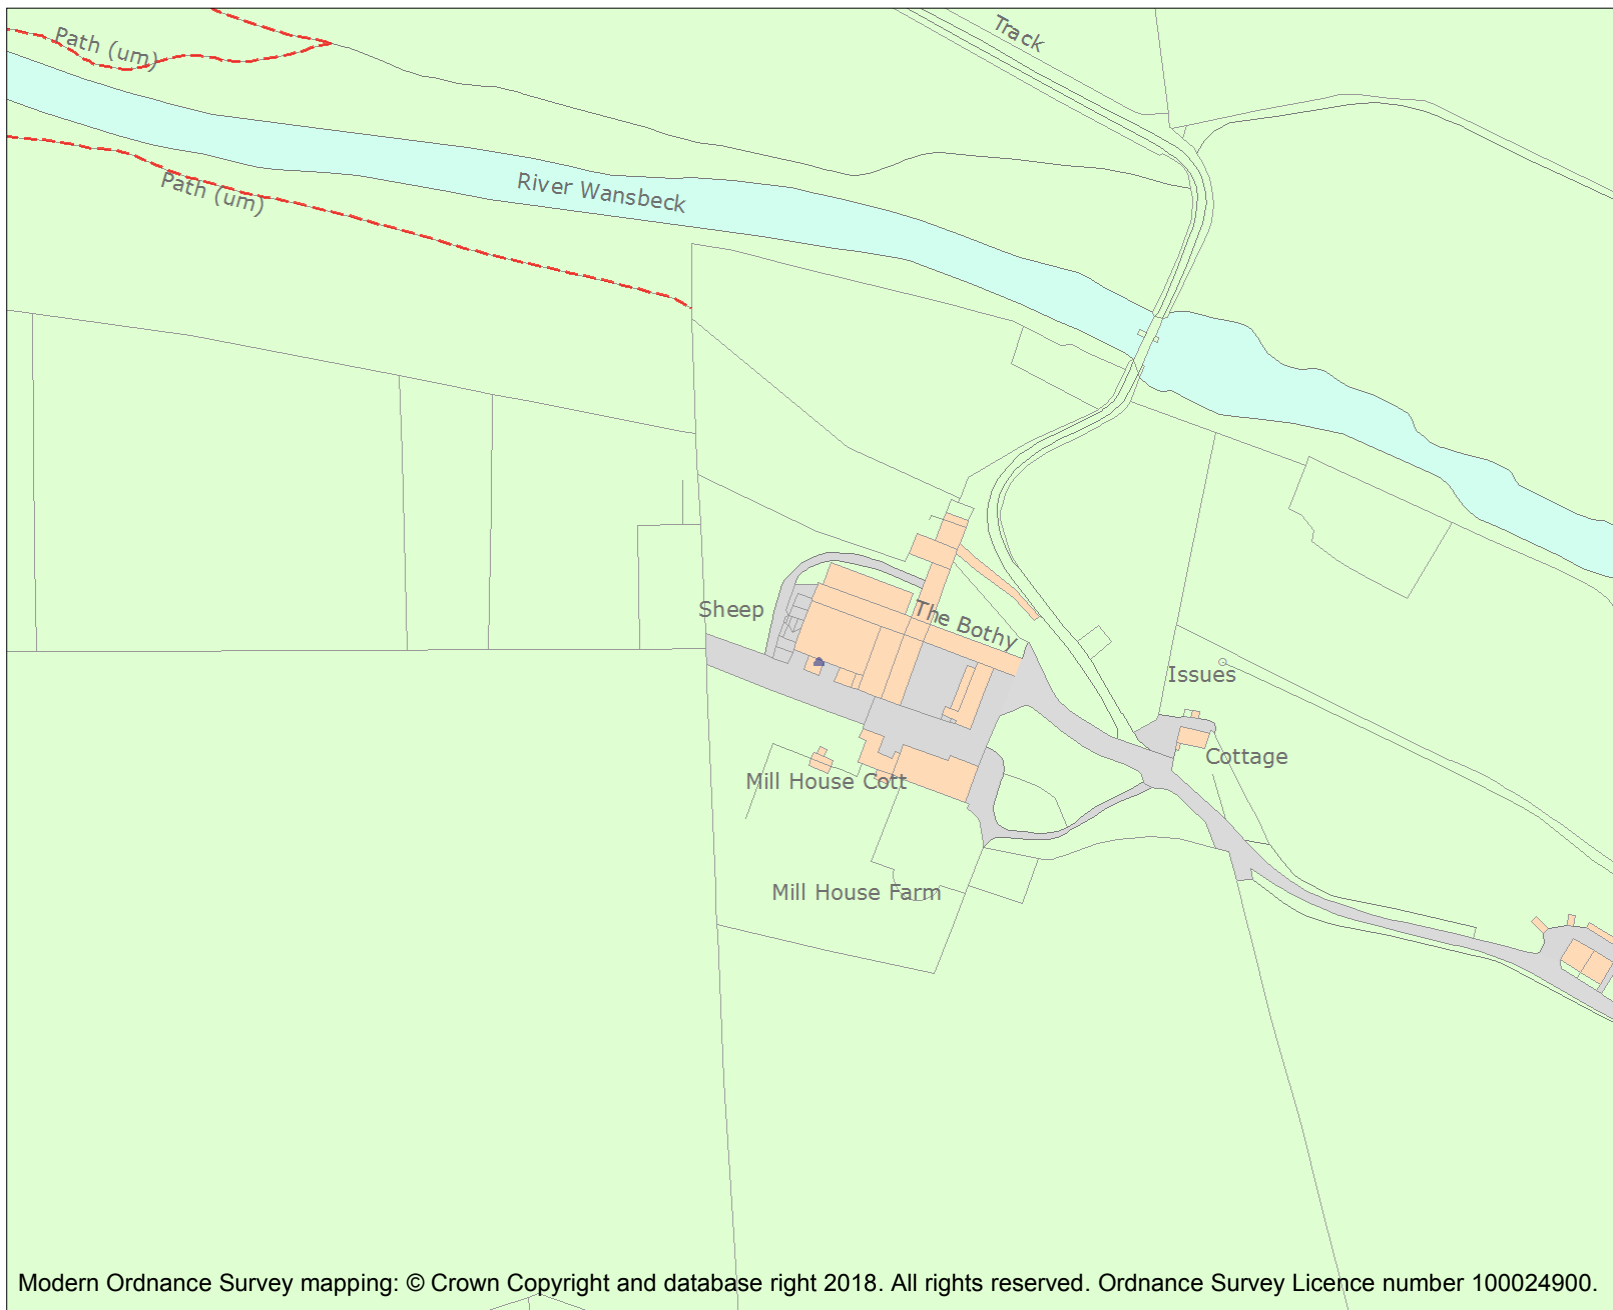 Track
Path (um)
Path (um)
River Wansbeck
Sheep
The Bothy
Issues
Cottage
Mill House Cott
Mill House Farm
Modern Ordnance Survey mapping: © Crown Copyright and database right 2018. All rights reserved. Ordnance Survey Licence number 100024900.